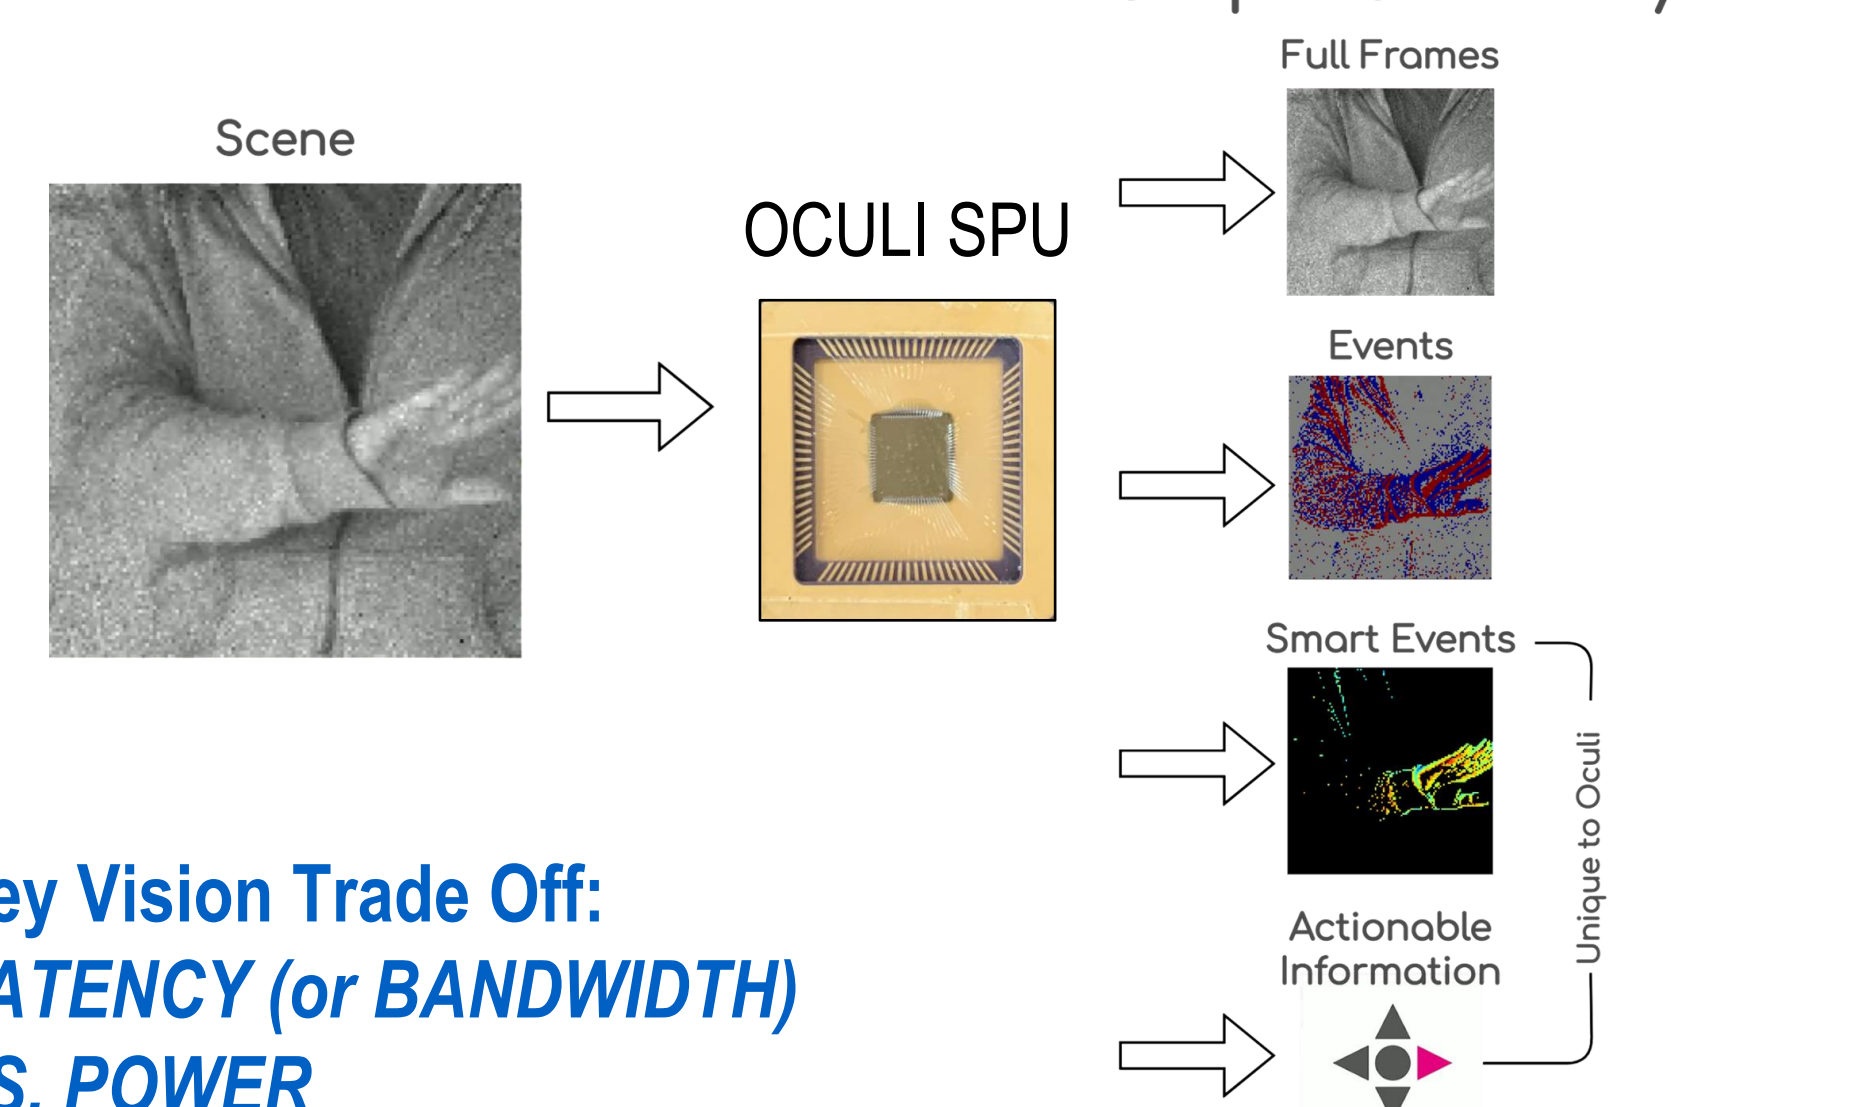 Full Frames
Scene
OCULI SPU
Events
Smart Events
Unique to Oculi
ey Vision Trade Off:
ATENCY (or BANDWIDTH)
S. POWER
Actionable
Information